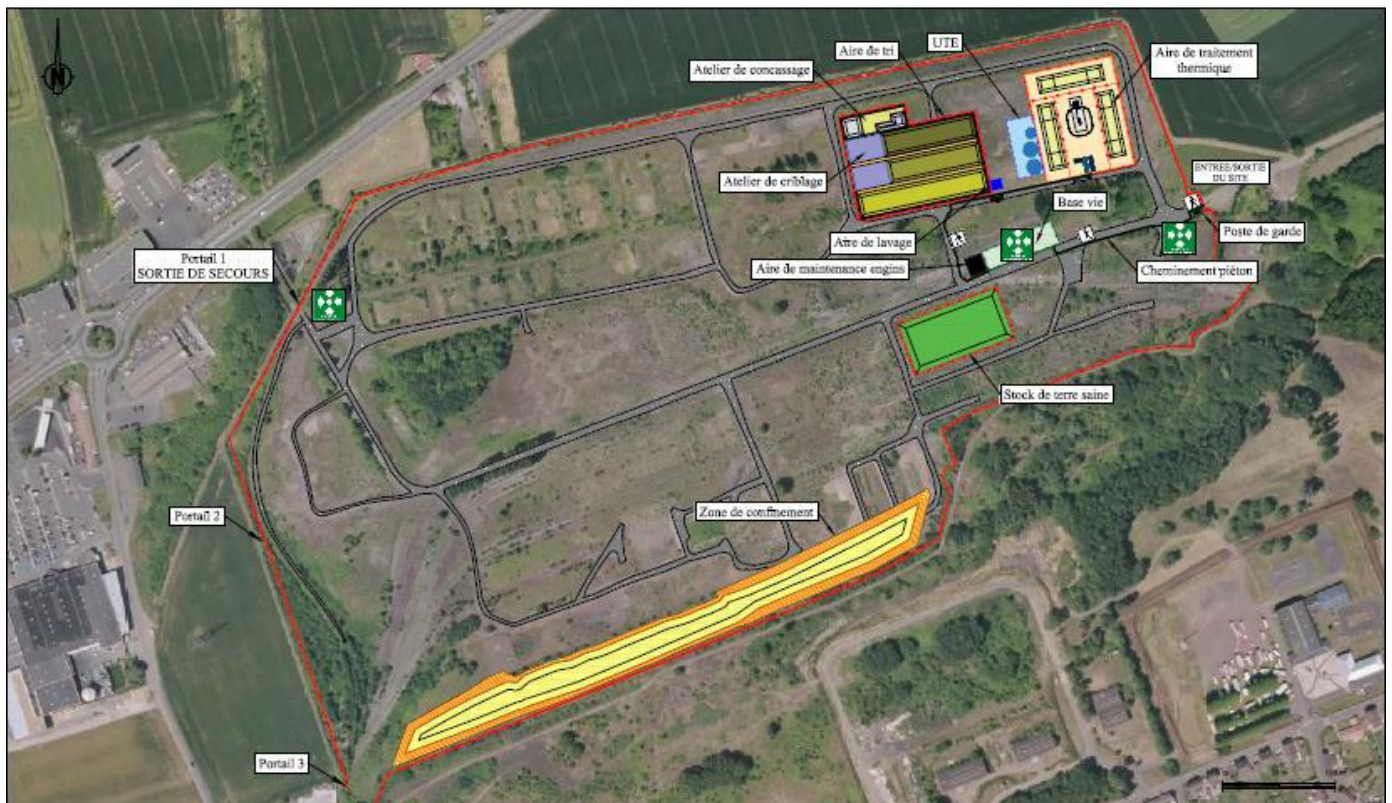 N
UTE
Aire de tri
Aire de traitement
thermique
Atelier de concassage
ENTREE/SORTIE
DU SITE
Atelier de criblage
Base vie
Poste de garde
Aire de lavage
Portail 1
SORTIE DE SECOURS
Aire de maintenance engins
Cheminement piéton
Stock de terre saine
Zone de confinement
Portail 2
Portail 3